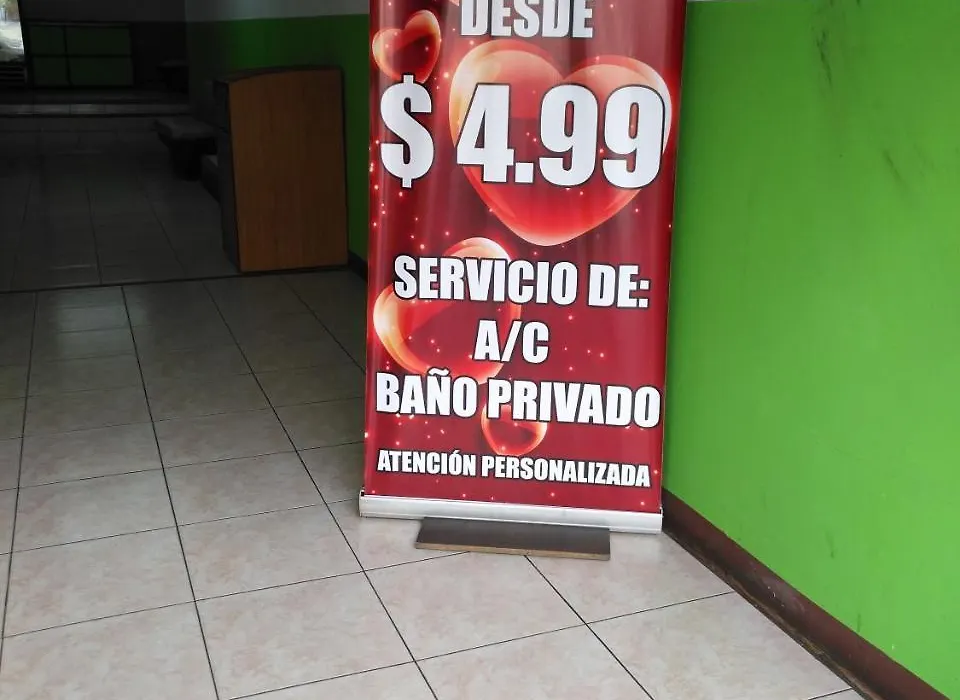 DESDE
$ 4.99
SERVICIO DE:
A/C
BAÑO PRIVADO
ATENCIÓN PERSONALIZADA